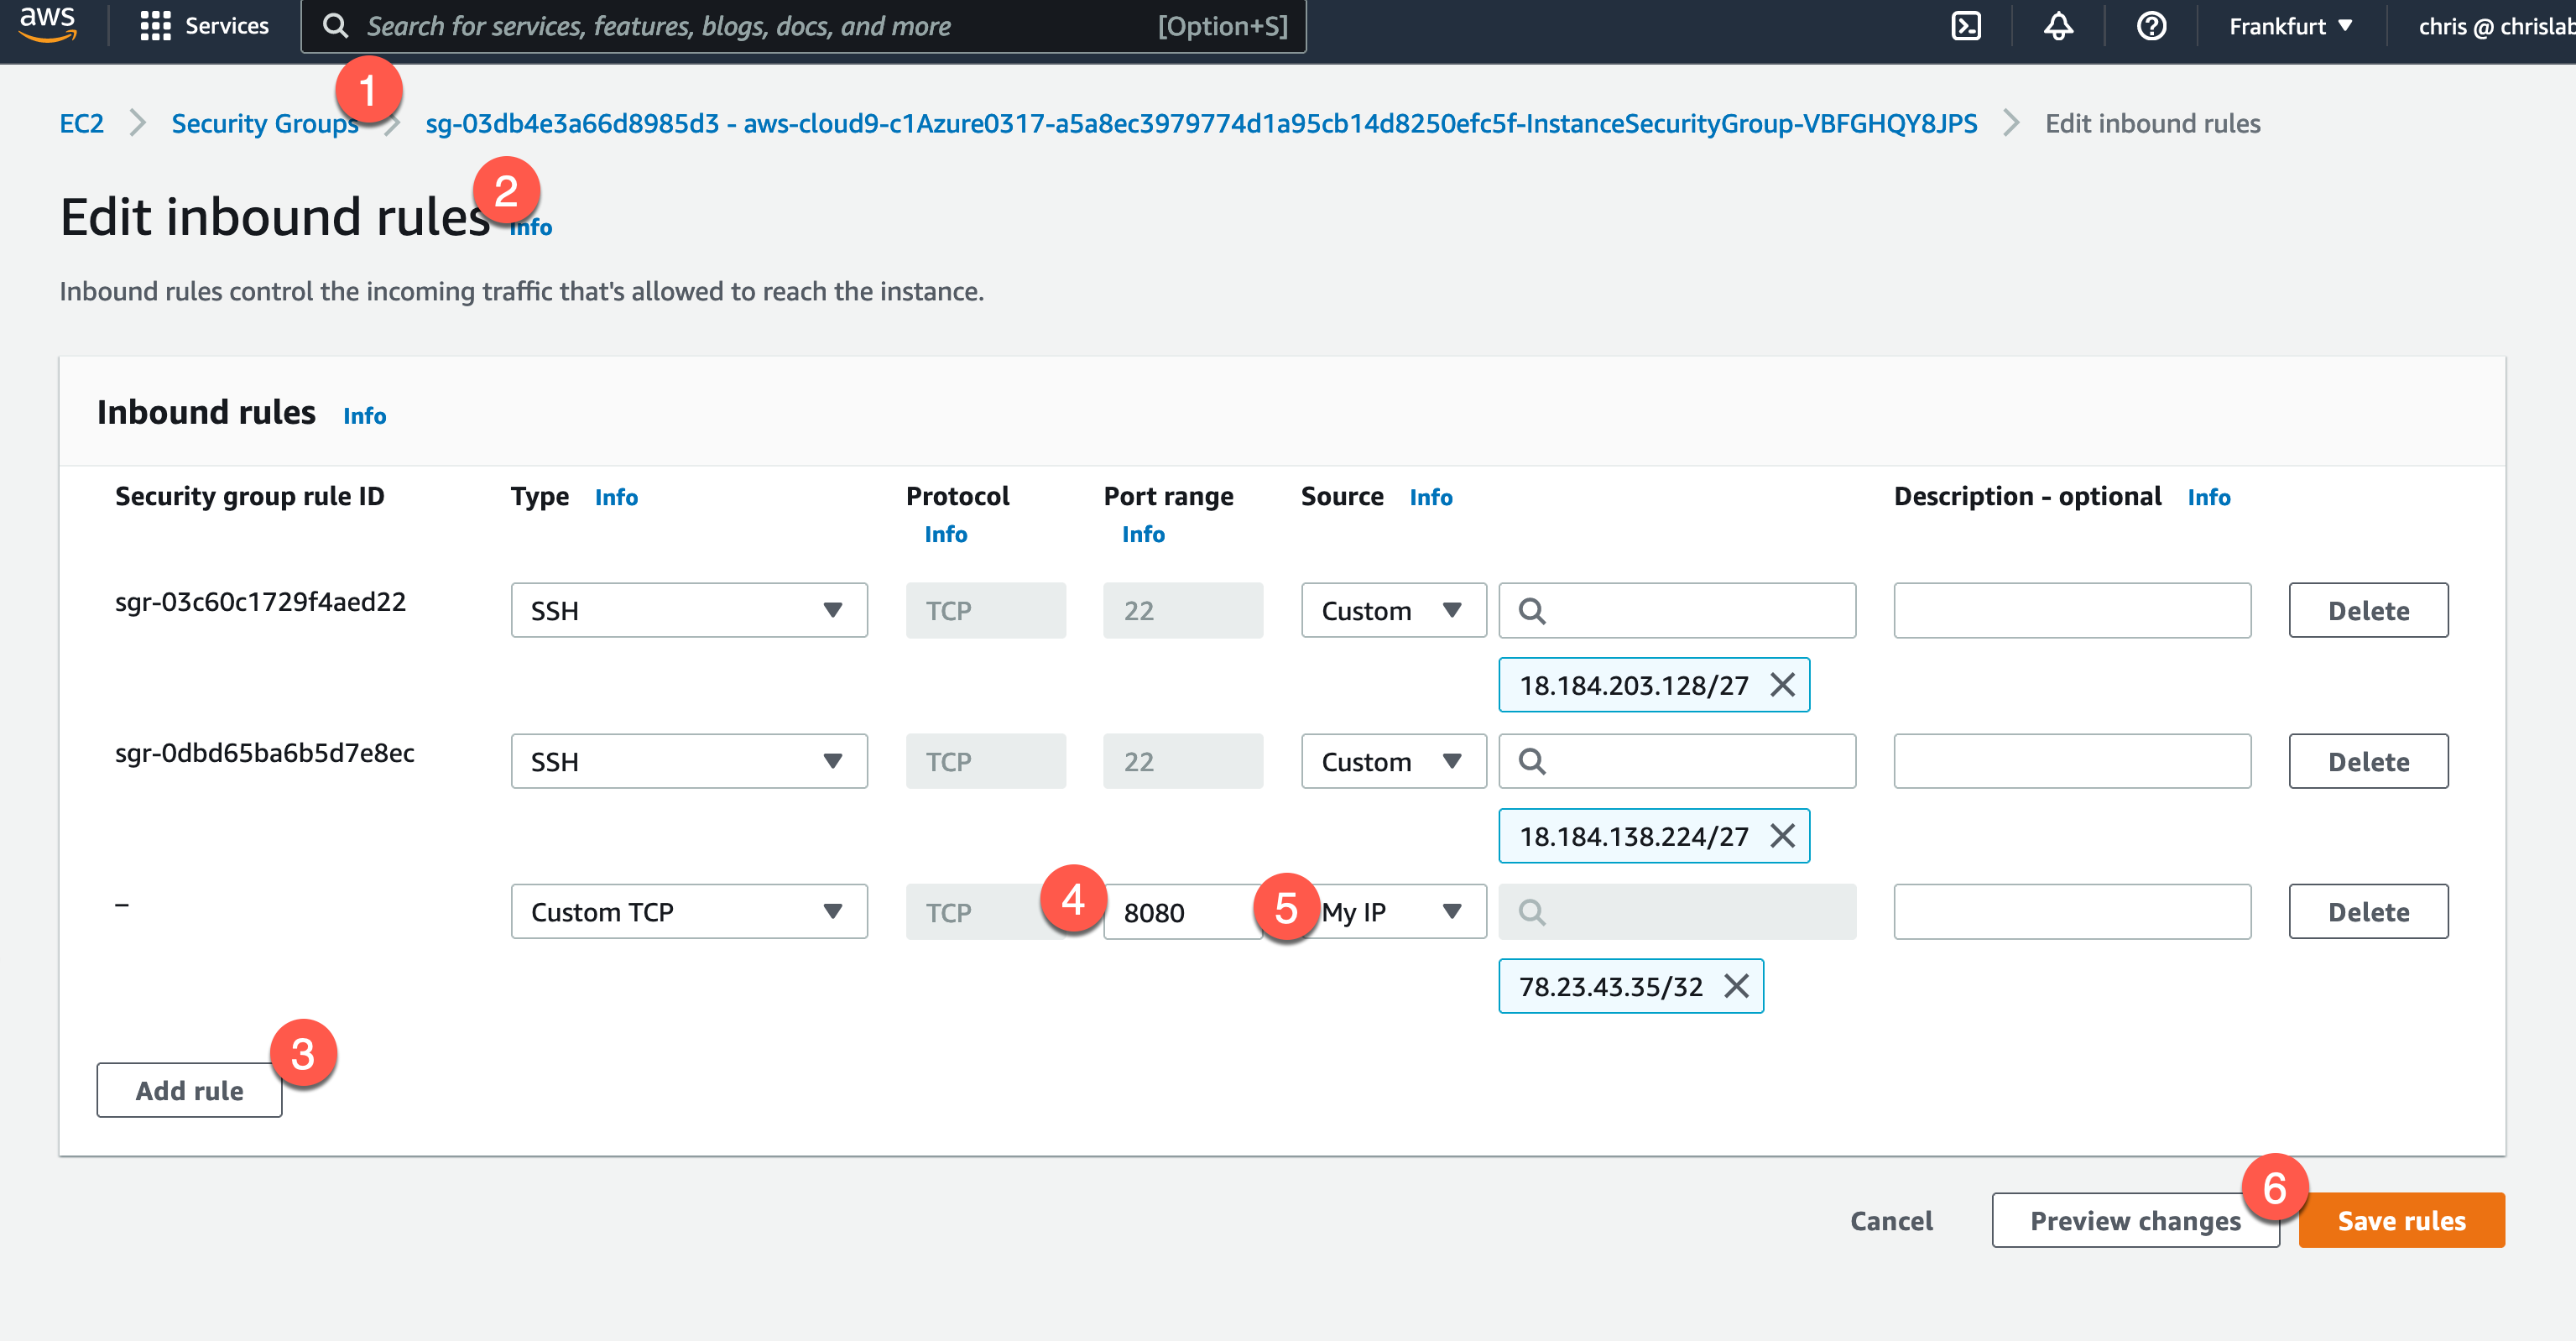 aws Services Search for services, features, blogs, docs, and more [Option+S] Frankfurt chris @ chrislab
1
EC2 Security Groups sg-03db4e3a66d8985d3 - aws-cloud9-c1Azure0317-a5a8ec3979774d1a95cb14d8250efc5f-InstanceSecurityGroup-VBFGHQY8JPS Edit inbound rules
2
Edit inbound rules Info
Inbound rules control the incoming traffic that's allowed to reach the instance.
Inbound rules Info
Security group rule ID Type Info Protocol Port range Source Info Description - optional Info
Info Info
sgr-03c60c1729f4aed22 SSH TCP 22 Custom Delete
18.184.203.128/27
sgr-0dbd65ba6b5d7e8ec SSH TCP 22 Custom Delete
18.184.138.224/27
– Custom TCP TCP 4 8080 5 My IP Delete
78.23.43.35/32
3
Add rule
6
Cancel Preview changes Save rules